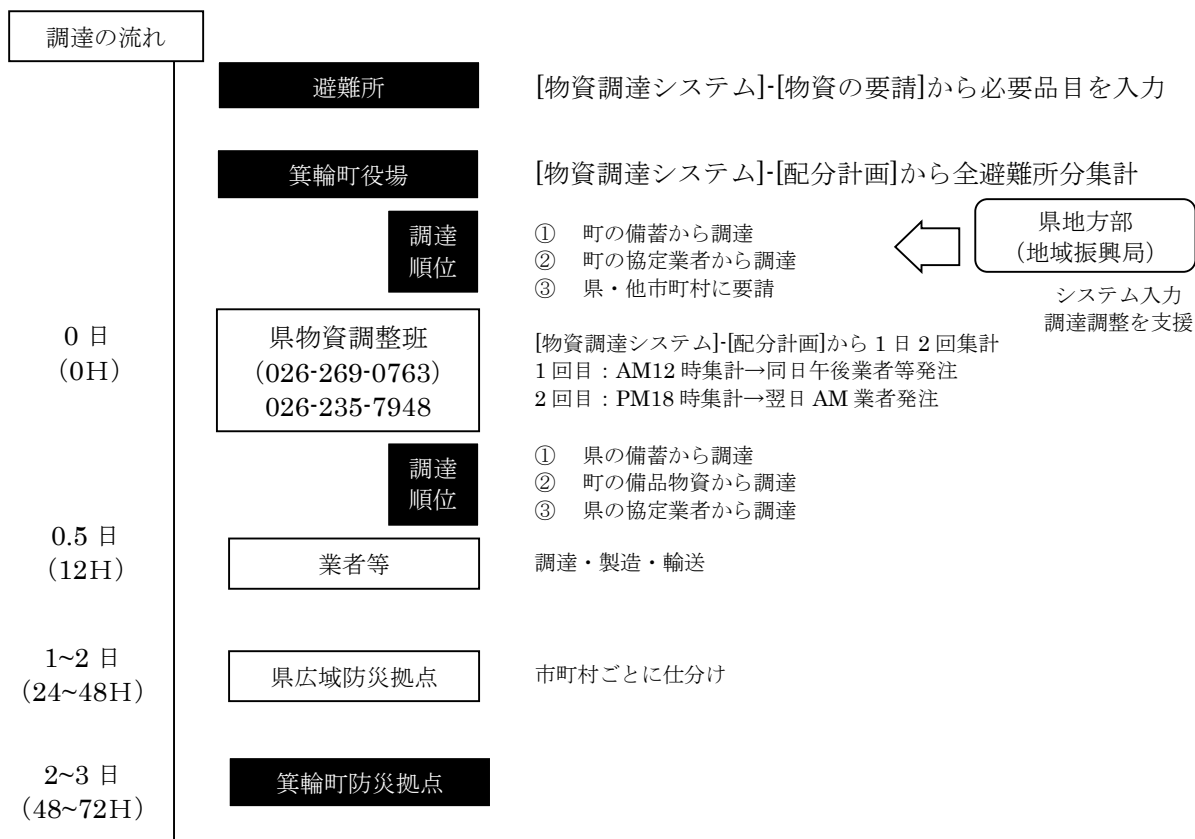 調達の流れ
避難所
[物資調達システム]-[物資の要請]から必要品目を入力
箕輪町役場
[物資調達システム]-[配分計画]から全避難所分集計
調達
順位
① 町の備蓄から調達
② 町の協定業者から調達
③ 県・他市町村に要請
県地方部
（地域振興局）
システム入力
調達調整を支援
0 日
（0H）
県物資調整班
（026-269-0763）
026-235-7948
[物資調達システム]-[配分計画]から 1 日 2 回集計
1 回目：AM12 時集計→同日午後業者等発注
2 回目：PM18 時集計→翌日 AM 業者発注
調達
順位
① 県の備蓄から調達
② 町の備品物資から調達
③ 県の協定業者から調達
0.5 日
（12H）
業者等
調達・製造・輸送
1~2 日
（24~48H）
県広域防災拠点
市町村ごとに仕分け
2~3 日
（48~72H）
箕輪町防災拠点